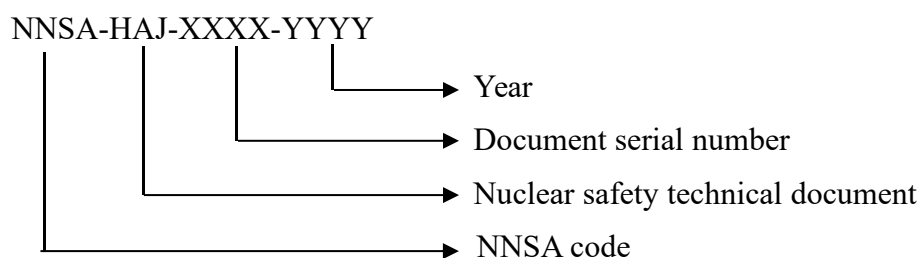 NNSA-HAJ-XXXX-YYYY
Year
Document serial number
Nuclear safety technical document
NNSA code